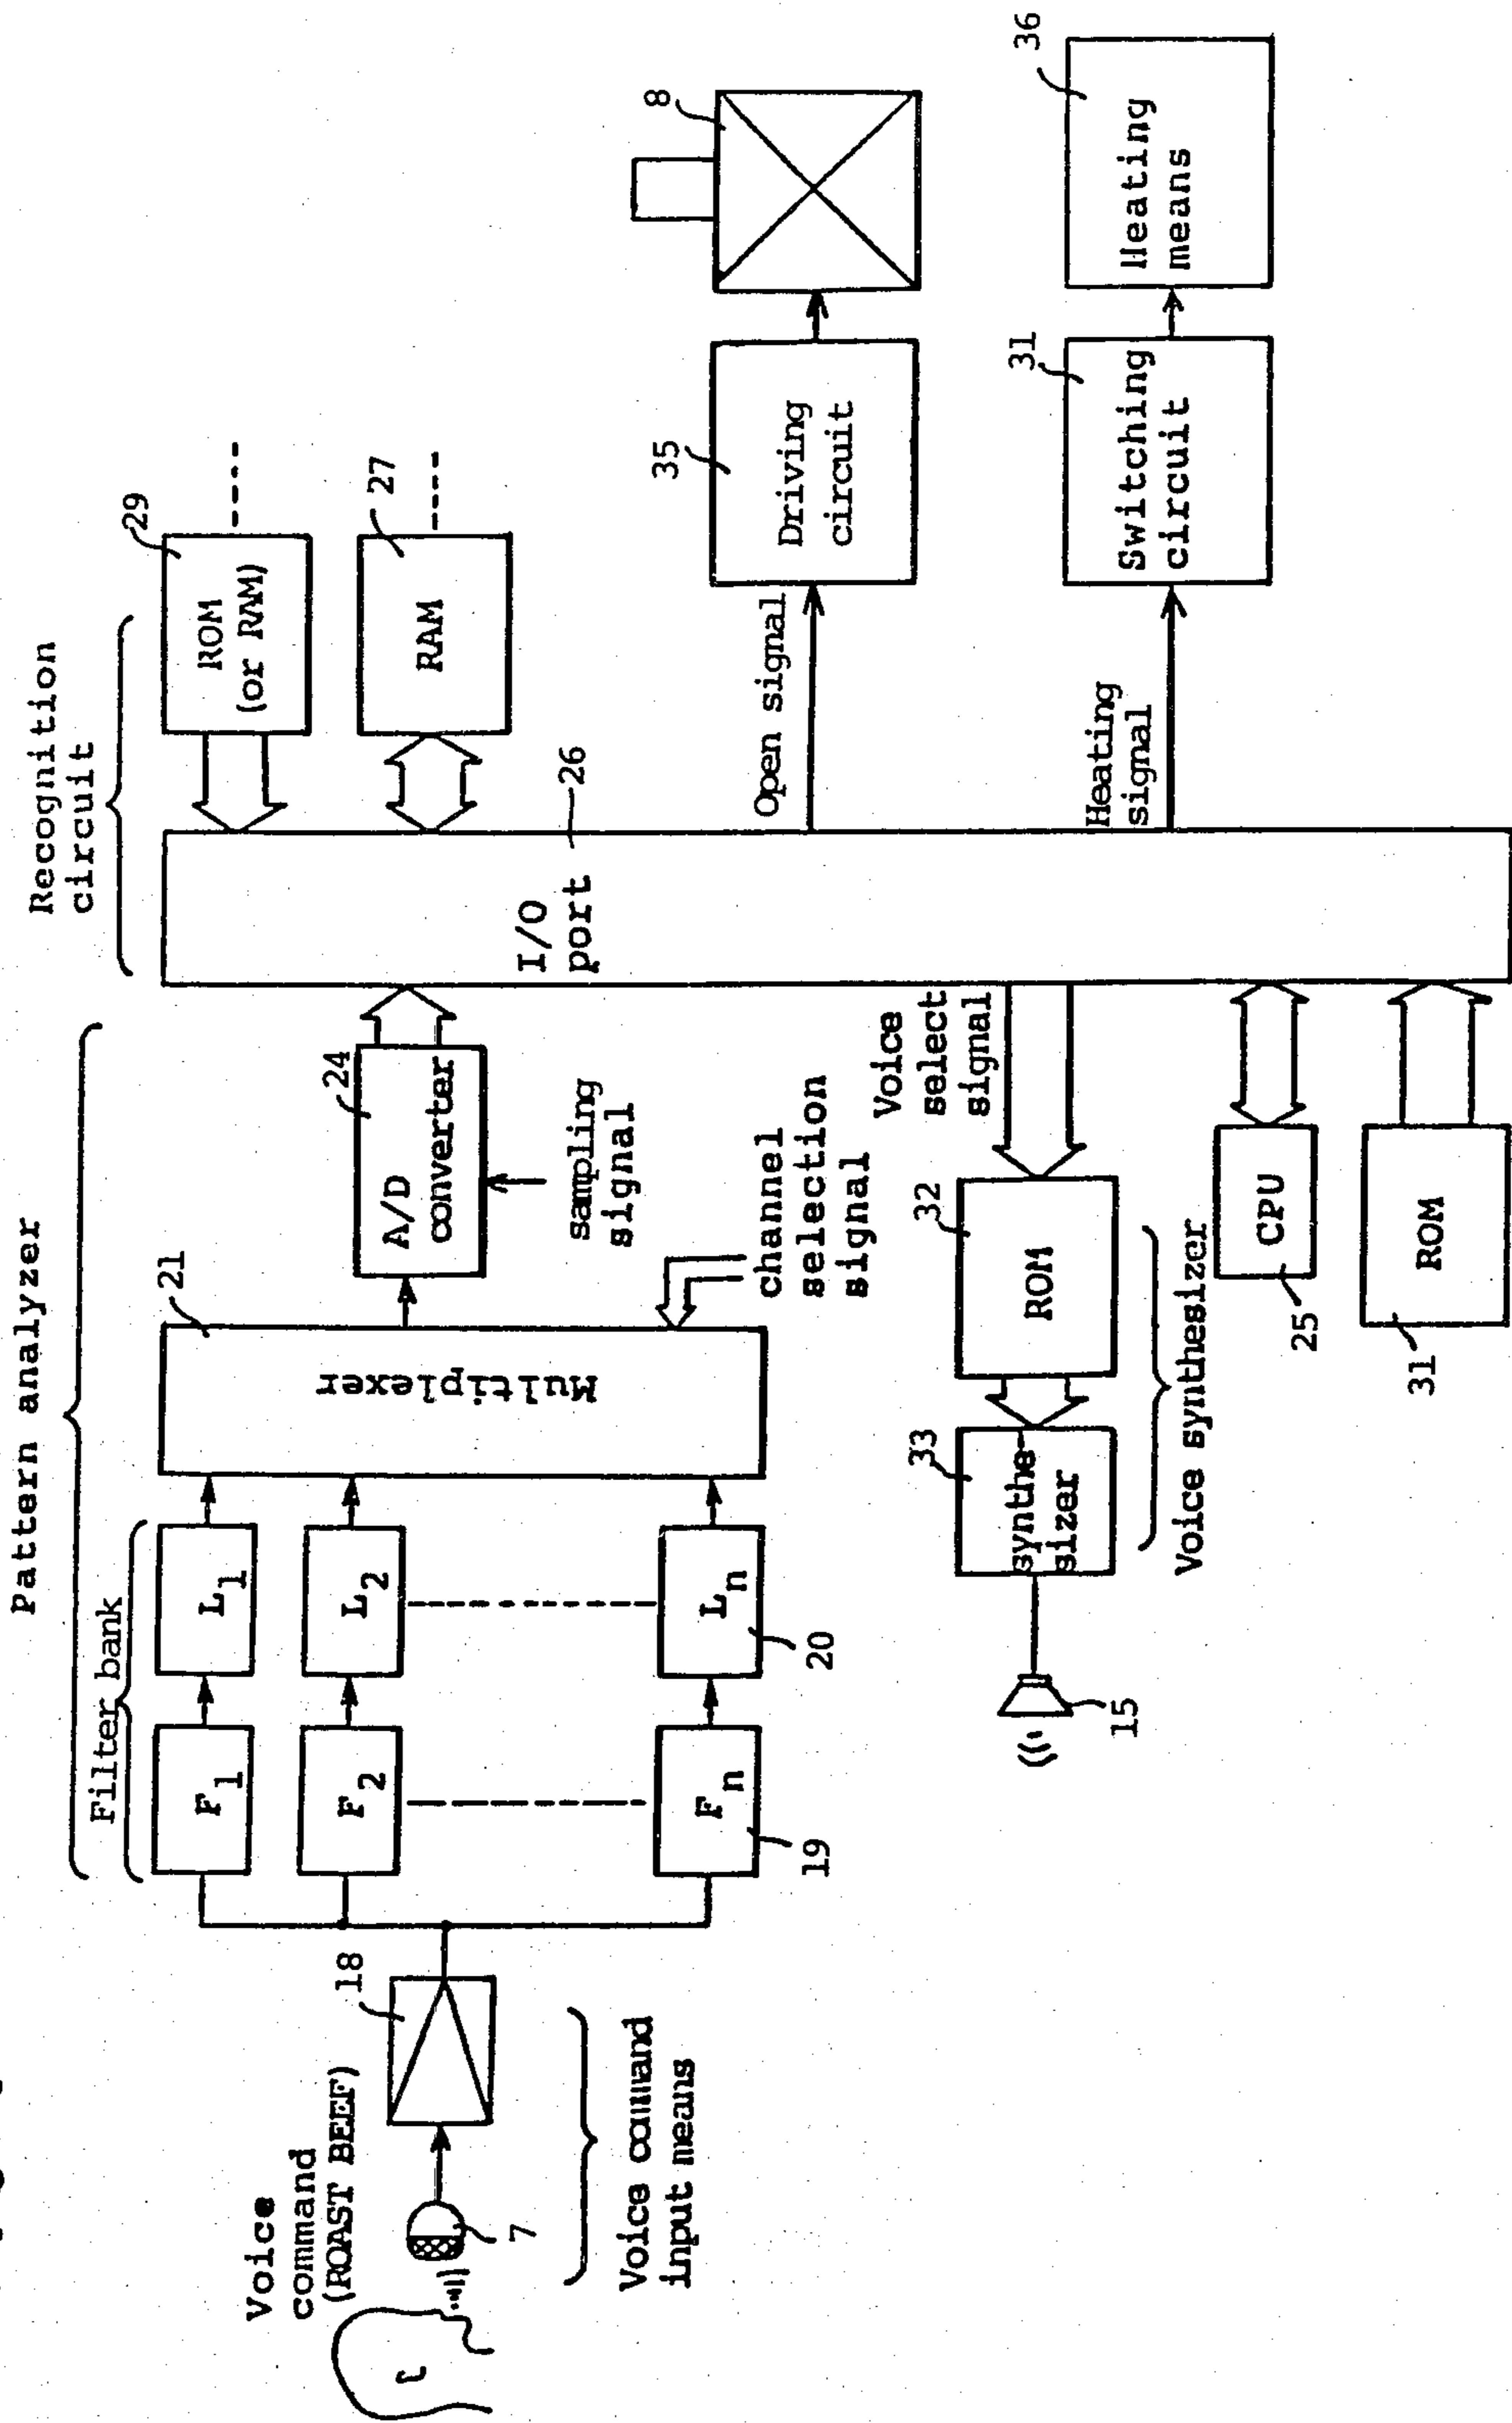 Pattern analyzer
Filter bank
Recognition
circuit
Voice
command
(ROAST BEEF)
7
18
Voice command
input means
F1
F2
Fn
19
L1
L2
Ln
20
Multiplexer
21
A/D
converter
24
sampling
signal
channel
selection
signal
I/O
port
26
ROM
(or RAM)
29
RAM
27
Open signal
Driving
circuit
35
8
Heating
signal
Switching
circuit
31
Heating
means
36
Voice
select
signal
ROM
32
synthe
sizer
33
15
Voice synthesizer
CPU
25
ROM
31